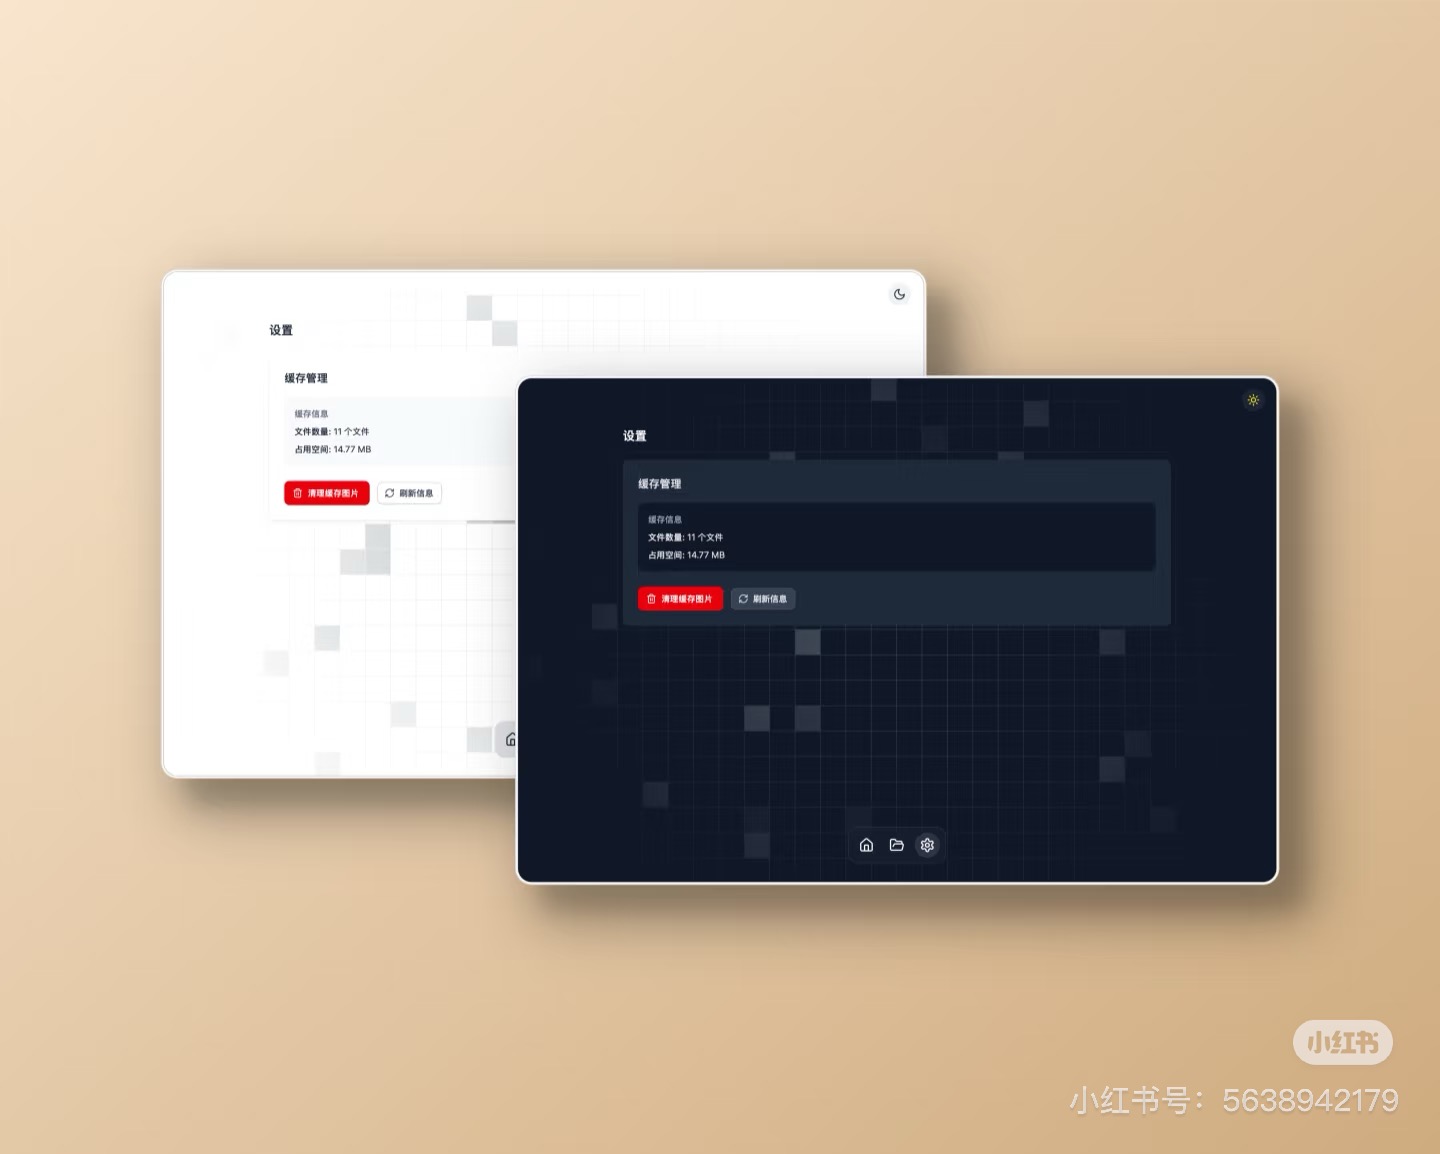 设置
缓存管理
缓存信息
文件数量: 11 个文件
占用空间: 14.77 MB
清理缓存图片
刷新信息
设置
缓存管理
缓存信息
文件数量: 11 个文件
占用空间: 14.77 MB
清理缓存图片
刷新信息
小红书
小红书号：5638942179